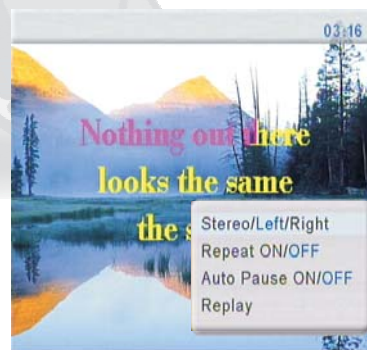 03:16
Nothing out there
looks the same
the s
Stereo/Left/Right
Repeat ON/OFF
Auto Pause ON/OFF
Replay